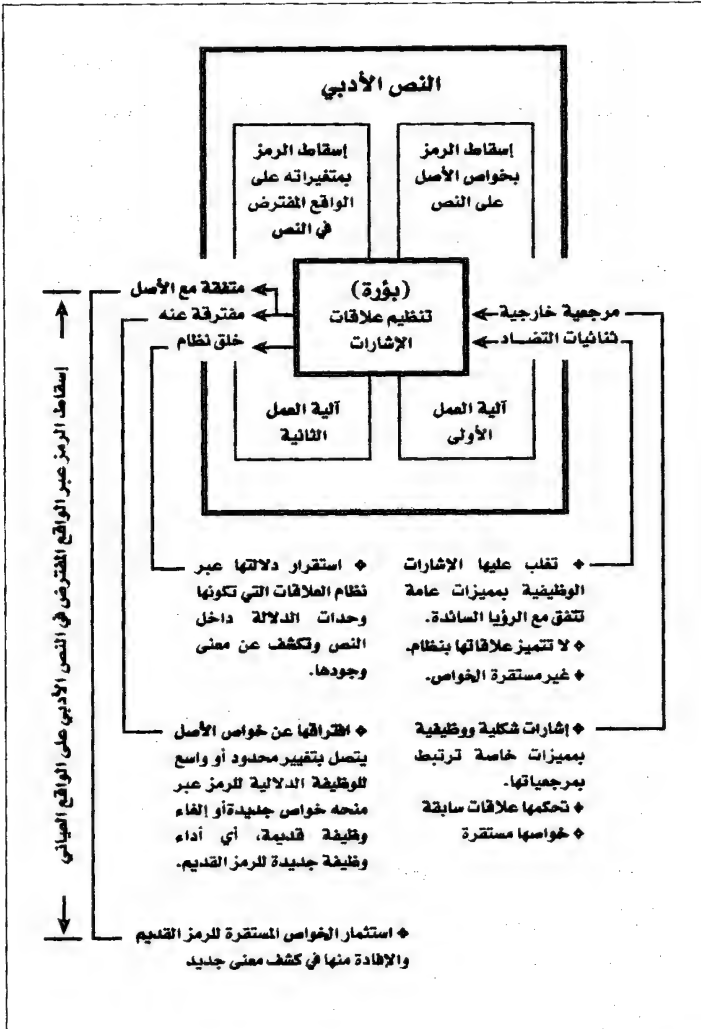 النص الأدبي
إسقاط الرمز
بخواص الأصل
على النص
إسقاط الرمز
بمتغيراته على
الواقع المفترض
في النص
(بؤرة)
تنظيم علاقات
الإشارات
مرجعية خارجية
ثنائيات التضاد
متفقة مع الأصل
مفترقة عنه
خلق نظام
آلية العمل
الأولى
آلية العمل
الثانية
❖ تغلب عليها الإشارات
الوظيفية بمميزات عامة
تتفق مع الرؤيا السائدة.
❖ لا تتميز علاقاتها بنظام.
❖ غير مستقرة الخواص.
❖ استقرار دلالتها عبر
نظام العلاقات التي تكونها
وحدات الدلالة داخل
النص وتكشف عن معنى
وجودها.
❖ إشارات شكلية ووظيفية
بمميزات خاصة ترتبط
بمرجعياتها.
❖ تحكمها علاقات سابقة
❖ خواصها مستقرة
❖ افتراقها عن خواص الأصل
يتصل بتغيير محدود أو واسع
للوظيفة الدلالية للرمز عبر
منحه خواص جديدة أو إلغاء
وظيفة قديمة، أي أداء
وظيفة جديدة للرمز القديم.
❖ استثمار الخواص المستقرة للرمز القديم
والإفادة منها في كشف معنى جديد
إسقاط الرمز عبر الواقع المفترض في النص الأدبي على الواقع العياني